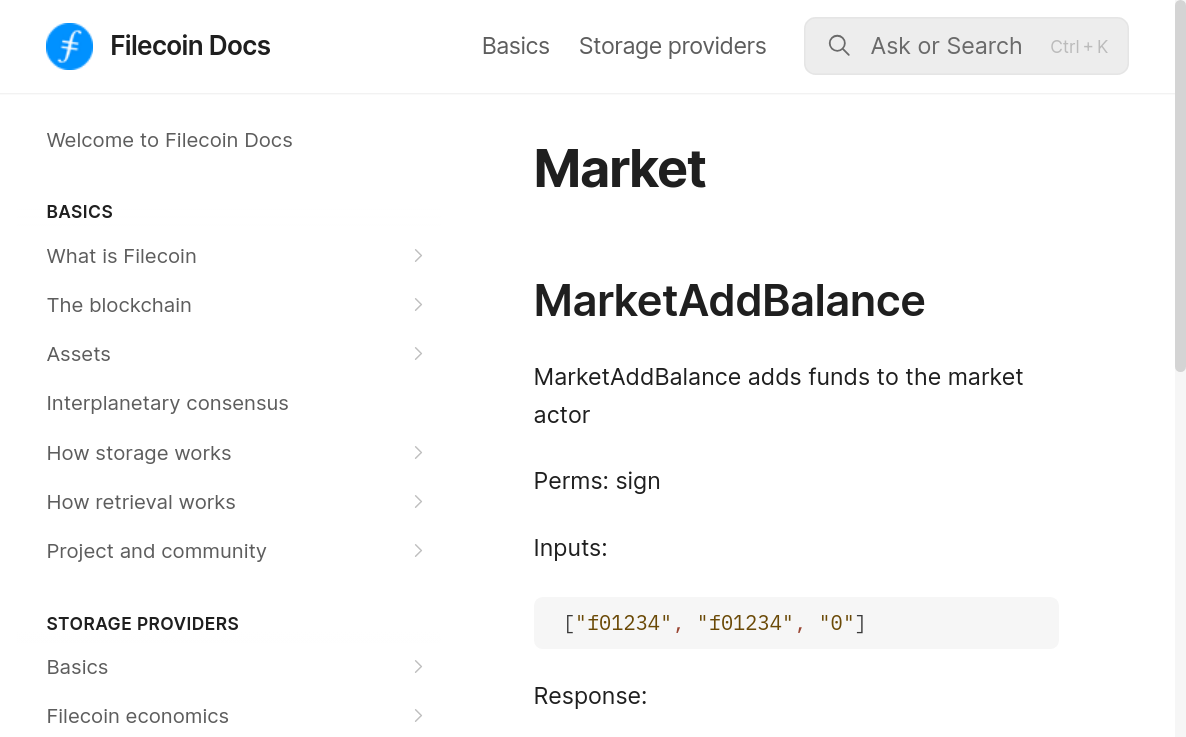 Filecoin Docs
Basics
Storage providers
Ask or Search
Ctrl + K
Welcome to Filecoin Docs
BASICS
What is Filecoin
The blockchain
Assets
Interplanetary consensus
How storage works
How retrieval works
Project and community
STORAGE PROVIDERS
Basics
Filecoin economics
Market
MarketAddBalance
MarketAddBalance adds funds to the market
actor
Perms: sign
Inputs:
["f01234", "f01234", "0"]
Response: